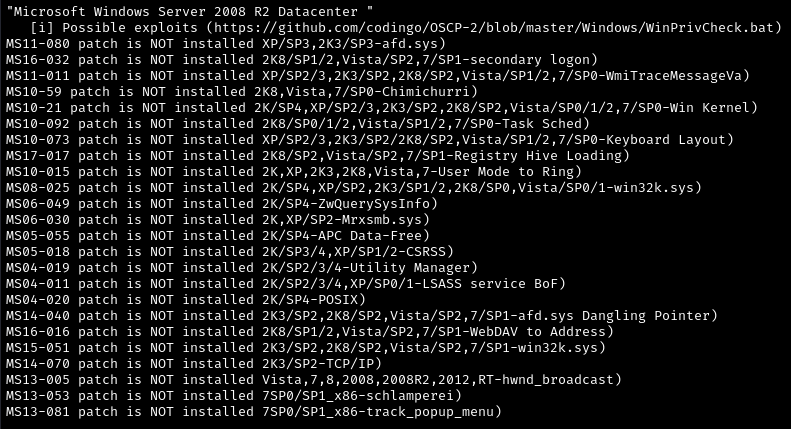 "Microsoft Windows Server 2008 R2 Datacenter "
[i] Possible exploits (https://github.com/codingo/OSCP-2/blob/master/Windows/WinPrivCheck.bat)
MS11-080 patch is NOT installed XP/SP3,2K3/SP3-afd.sys)
MS16-032 patch is NOT installed 2K8/SP1/2,Vista/SP2,7/SP1-secondary logon)
MS11-011 patch is NOT installed XP/SP2/3,2K3/SP2,2K8/SP2,Vista/SP1/2,7/SP0-WmiTraceMessageVa)
MS10-59 patch is NOT installed 2K8,Vista,7/SP0-Chimichurri)
MS10-21 patch is NOT installed 2K/SP4,XP/SP2/3,2K3/SP2,2K8/SP2,Vista/SP0/1/2,7/SP0-Win Kernel)
MS10-092 patch is NOT installed 2K8/SP0/1/2,Vista/SP1/2,7/SP0-Task Sched)
MS10-073 patch is NOT installed XP/SP2/3,2K3/SP2/2K8/SP2,Vista/SP1/2,7/SP0-Keyboard Layout)
MS17-017 patch is NOT installed 2K8/SP2,Vista/SP2,7/SP1-Registry Hive Loading)
MS10-015 patch is NOT installed 2K,XP,2K3,2K8,Vista,7-User Mode to Ring)
MS08-025 patch is NOT installed 2K/SP4,XP/SP2,2K3/SP1/2,2K8/SP0,Vista/SP0/1-win32k.sys)
MS06-049 patch is NOT installed 2K/SP4-ZwQuerySysInfo)
MS06-030 patch is NOT installed 2K,XP/SP2-Mrxsmb.sys)
MS05-055 patch is NOT installed 2K/SP4-APC Data-Free)
MS05-018 patch is NOT installed 2K/SP3/4,XP/SP1/2-CSRSS)
MS04-019 patch is NOT installed 2K/SP2/3/4-Utility Manager)
MS04-011 patch is NOT installed 2K/SP2/3/4,XP/SP0/1-LSASS service BoF)
MS04-020 patch is NOT installed 2K/SP4-POSIX)
MS14-040 patch is NOT installed 2K3/SP2,2K8/SP2,Vista/SP2,7/SP1-afd.sys Dangling Pointer)
MS16-016 patch is NOT installed 2K8/SP1/2,Vista/SP2,7/SP1-WebDAV to Address)
MS15-051 patch is NOT installed 2K3/SP2,2K8/SP2,Vista/SP2,7/SP1-win32k.sys)
MS14-070 patch is NOT installed 2K3/SP2-TCP/IP)
MS13-005 patch is NOT installed Vista,7,8,2008,2008R2,2012,RT-hwnd_broadcast)
MS13-053 patch is NOT installed 7SP0/SP1_x86-schlamperei)
MS13-081 patch is NOT installed 7SP0/SP1_x86-track_popup_menu)